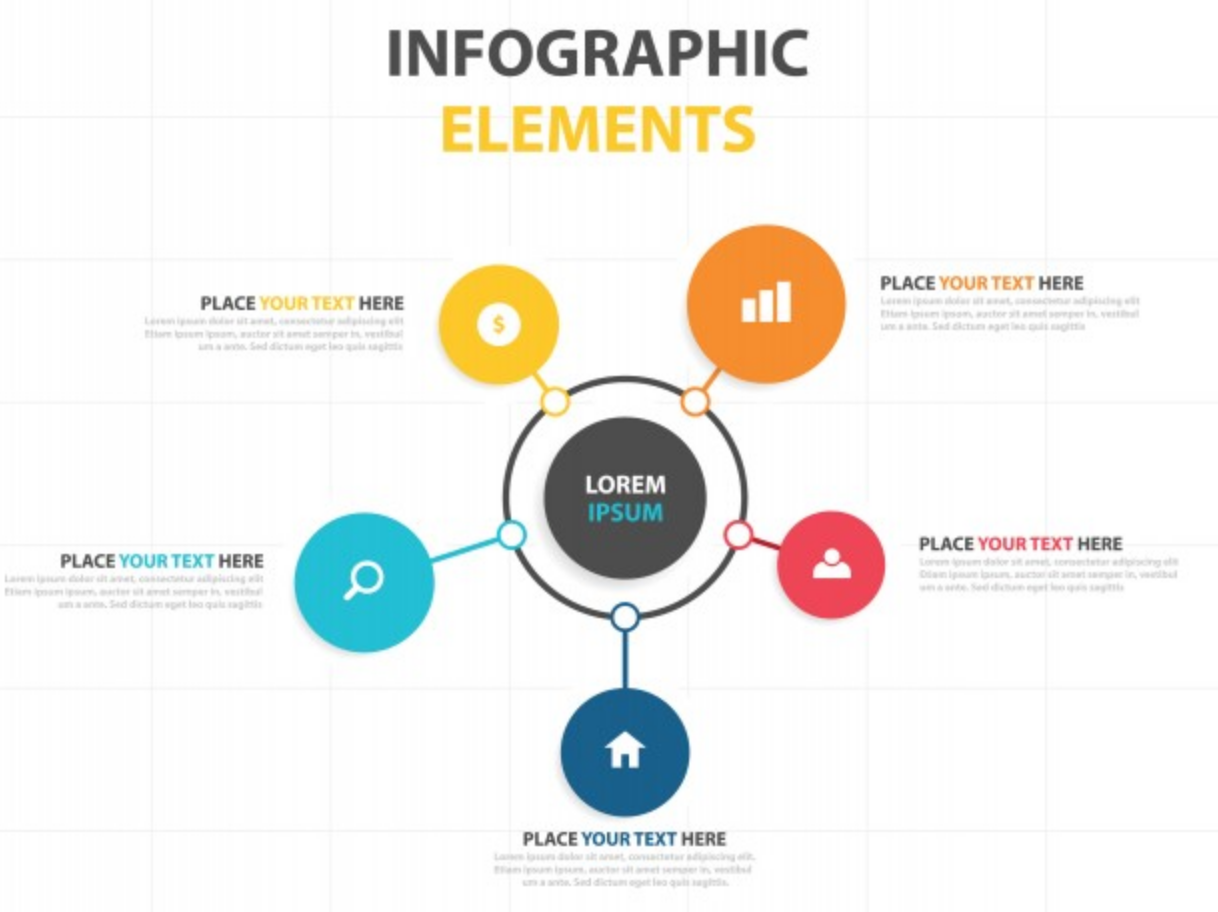 INFOGRAPHIC
ELEMENTS
PLACE YOUR TEXT HERE
Lorem ipsum dolor sit amet, consectetur adipiscing elit
Etiam ipsum ipsum, auctor sit amet semper in, vestibul
um a ante. Sed dictum eget leo quis sagittis
$
PLACE YOUR TEXT HERE
Lorem ipsum dolor sit amet, consectetur adipiscing elit
Etiam ipsum ipsum, auctor sit amet semper in, vestibul
um a ante. Sed dictum eget leo quis sagittis
LOREM
IPSUM
PLACE YOUR TEXT HERE
Lorem ipsum dolor sit amet, consectetur adipiscing elit
Etiam ipsum ipsum, auctor sit amet semper in, vestibul
um a ante. Sed dictum eget leo quis sagittis
PLACE YOUR TEXT HERE
Lorem ipsum dolor sit amet, consectetur adipiscing elit
Etiam ipsum ipsum, auctor sit amet semper in, vestibul
um a ante. Sed dictum eget leo quis sagittis
PLACE YOUR TEXT HERE
Lorem ipsum dolor sit amet, consectetur adipiscing elit.
Etiam ipsum ipsum, auctor sit amet semper in, vestibul
um a ante. Sed dictum eget leo quis sagittis.